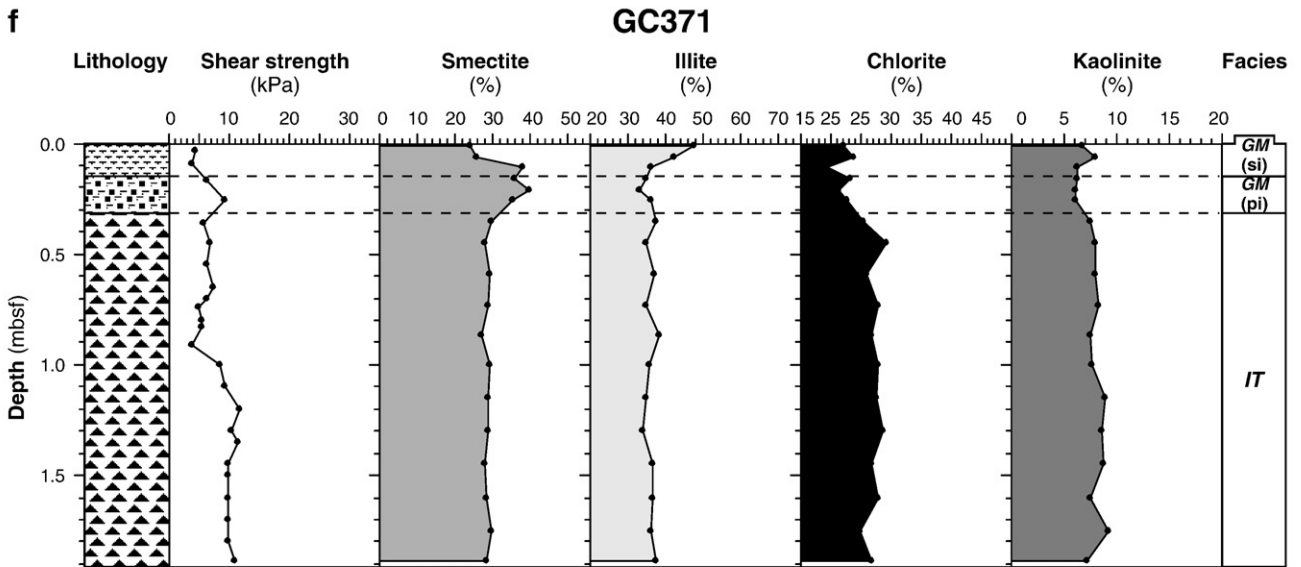 f
GC371
Lithology Shear strength Smectite Illite Chlorite Kaolinite Facies
(kPa) (%) (%) (%) (%)
0 10 20 30 0 10 20 30 40 50 20 30 40 50 60 70 15 25 25 35 45 0 5 10 15 20
0.0
GM
(si)
GM
(pi)
0.5
Depth (mbsf)
1.0
IT
1.5